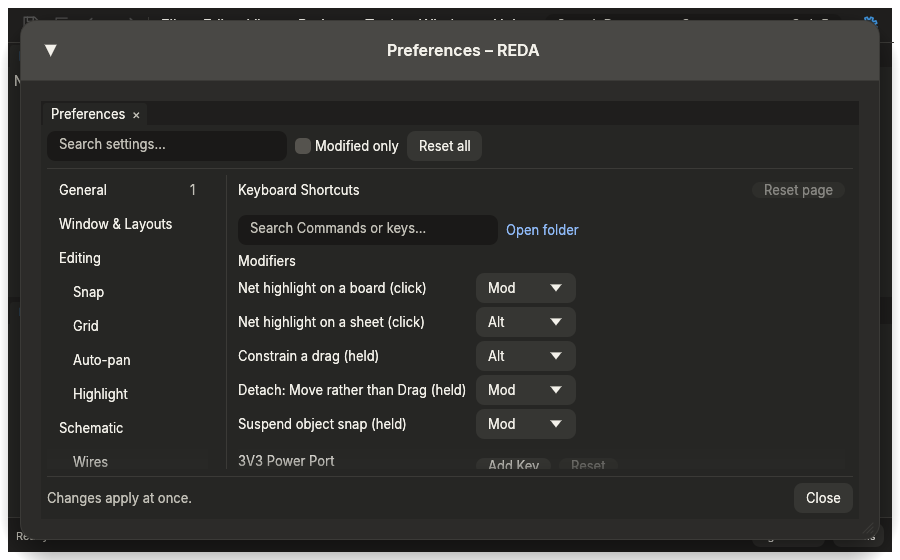 Preferences – REDA
Preferences ×
Search settings...
Modified only
Reset all
General 1
Window & Layouts
Editing
Snap
Grid
Auto-pan
Highlight
Schematic
Wires
Keyboard Shortcuts
Reset page
Search Commands or keys...
Open folder
Modifiers
Net highlight on a board (click) Mod
Net highlight on a sheet (click) Alt
Constrain a drag (held) Alt
Detach: Move rather than Drag (held) Mod
Suspend object snap (held) Mod
3V3 Power Port Add Key Reset
Changes apply at once.
Close